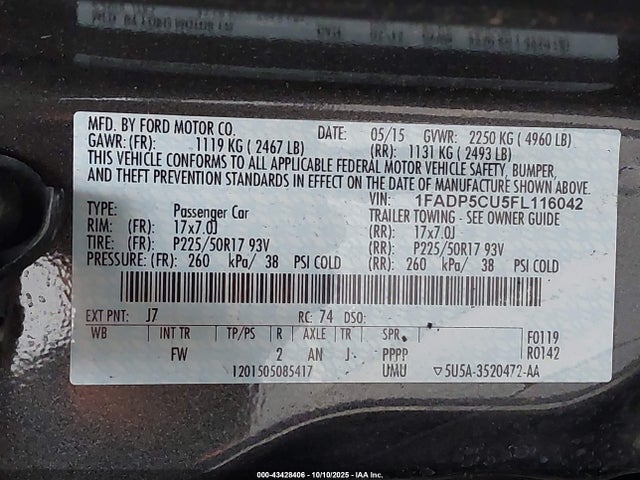 MFD. BY FORD MOTOR CO. DATE: 05/15 GVWR: 2250 KG ( 4960 LB)
GAWR: (FR): 1119 KG ( 2467 LB) (RR): 1131 KG ( 2493 LB)
THIS VEHICLE CONFORMS TO ALL APPLICABLE FEDERAL MOTOR VEHICLE SAFETY, BUMPER,
AND THEFT PREVENTION STANDARDS IN EFFECT ON THE DATE OF MANUFACTURE SHOWN ABOVE.
VIN: 1FADP5CU5FL116042
TYPE: Passenger Car TRAILER TOWING - SEE OWNER GUIDE
RIM: (FR): 17x7.0J (RR): 17x7.0J
TIRE: (FR): P225/50R17 93V (RR): P225/50R17 93V
PRESSURE: (FR): 260 kPa/ 38 PSI COLD (RR): 260 kPa/ 38 PSI COLD
EXT PNT: J7 RC: 74 DSO:
WB INT TR TP/PS R AXLE TR SPR F0119
FW 2 AN J PPPP R0142
1201505085417 UMU ▽5U5A-3520472-AA
000-43428406 - 10/10/2025 - IAA Inc.